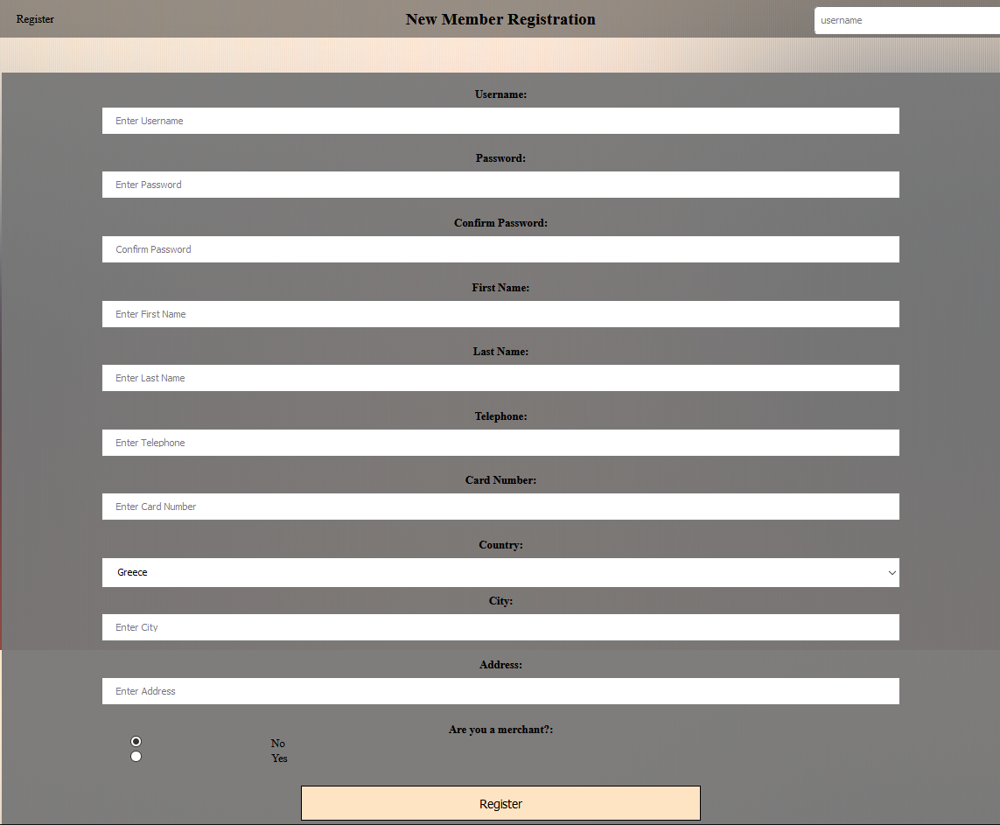 Register
New Member Registration
username
Username:
Enter Username
Password:
Enter Password
Confirm Password:
Confirm Password
First Name:
Enter First Name
Last Name:
Enter Last Name
Telephone:
Enter Telephone
Card Number:
Enter Card Number
Country:
Greece
City:
Enter City
Address:
Enter Address
Are you a merchant?:
No
Yes
Register